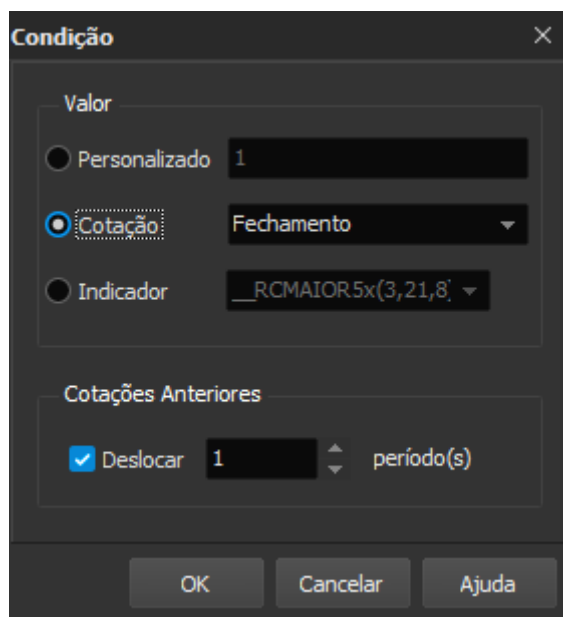 Condição
Valor
Personalizado 1
Cotação Fechamento
Indicador __RCMAIOR5x(3,21,8)
Cotações Anteriores
Deslocar 1 período(s)
OK Cancelar Ajuda